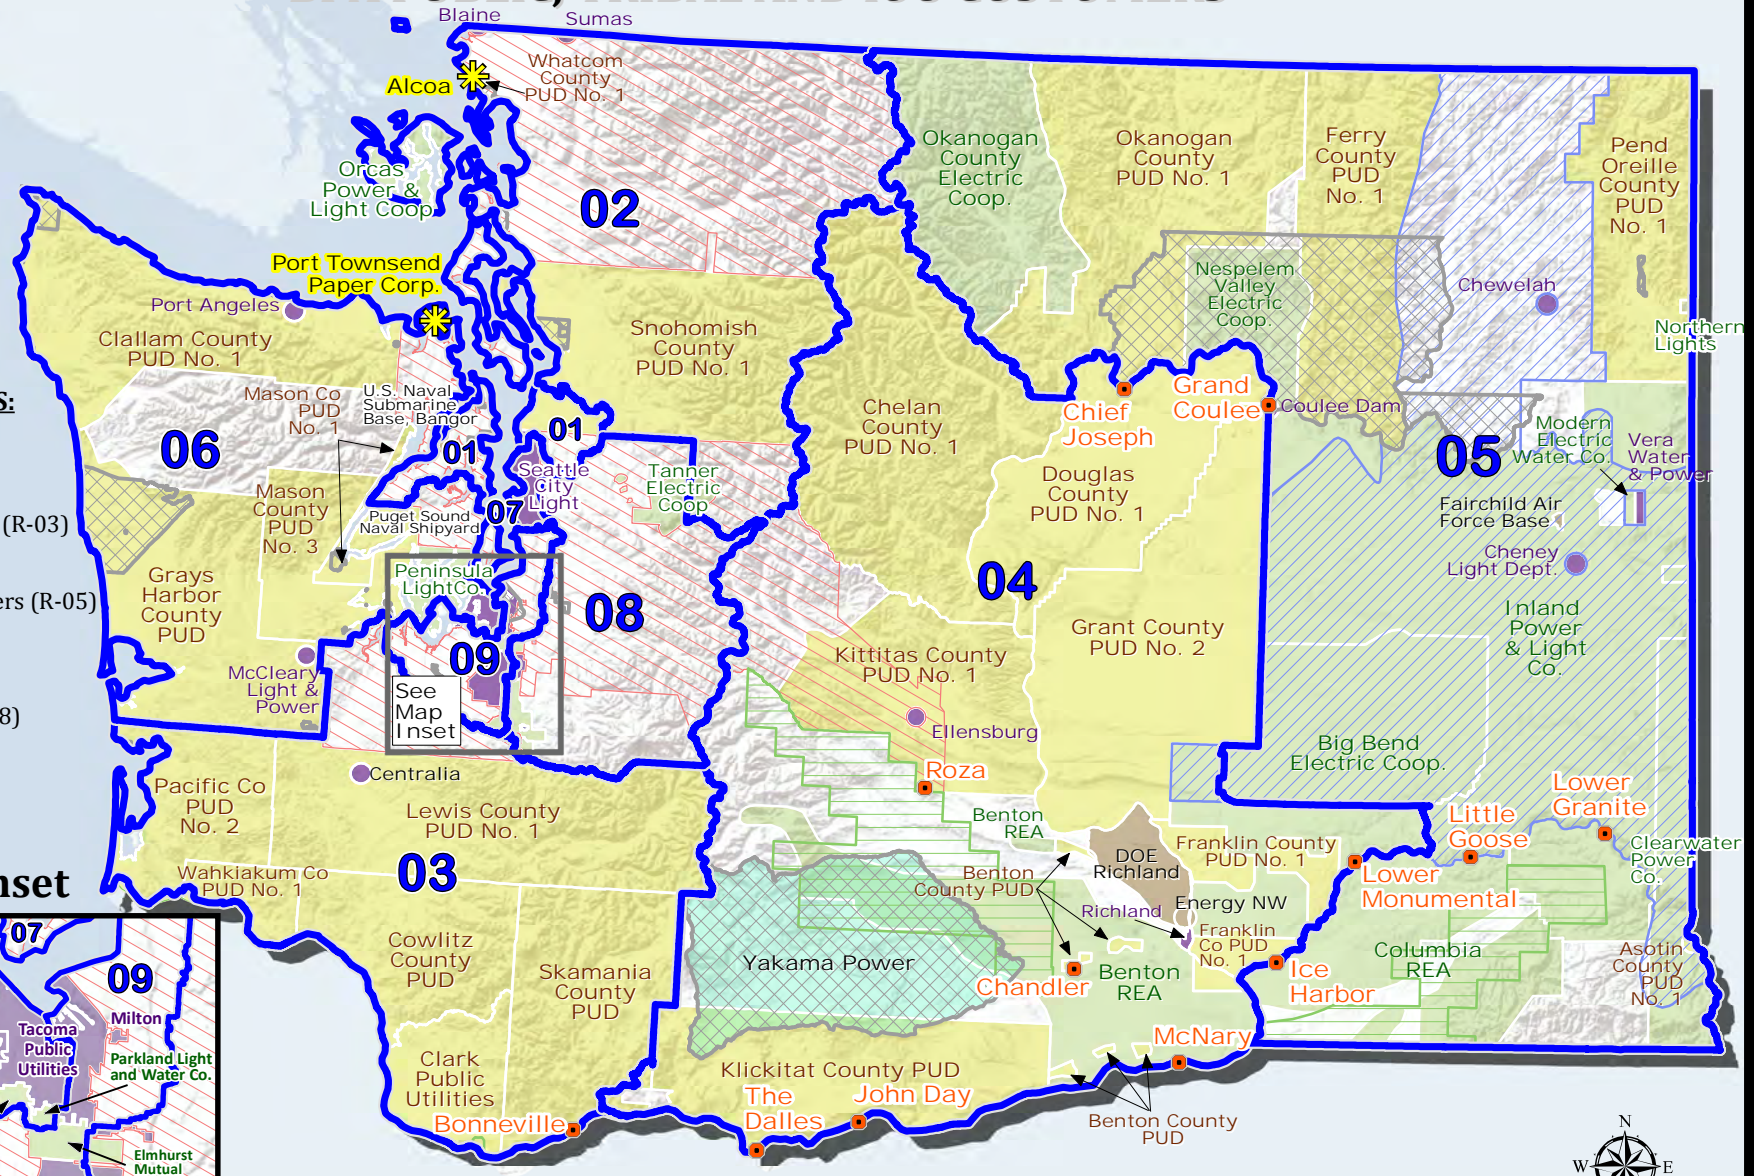 Blaine
Sumas
Alcoa
Whatcom
County
PUD No. 1
Orcas
Power &
Light Coop
02
Port Townsend
Paper Corp.
Port Angeles
Clallam County
PUD No. 1
Mason Co
PUD
No. 1
U.S. Naval
Submarine
Base, Bangor
Snohomish
County
PUD No. 1
Okanogan
County
Electric
Coop.
Okanogan
County
PUD No. 1
Ferry
County
PUD
No. 1
Pend
Oreille
County
PUD
No. 1
Nespelem
Valley
Electric
Coop.
Chewelah
Northern
Lights
S:
06
01
01
Seattle
City
Light
Tanner
Electric
Coop
07
Chelan
County
PUD No. 1
Chief
Joseph
Grand
Coulee
Coulee Dam
Douglas
County
PUD No. 1
05
Modern
Electric
Water Co.
Vera
Water
& Power
Fairchild Air
Force Base
Cheney
Light Dept.
Inland
Power
& Light
Co.
(R-03)
Mason
County
PUD
No. 3
Puget Sound
Naval Shipyard
Peninsula
LightCo.
ers (R-05)
Grays
Harbor
County
PUD
08
04
09
See
Map
Inset
McCleary
Light &
Power
8)
Kittitas County
PUD No. 1
Grant County
PUD No. 2
Ellensburg
Roza
Big Bend
Electric Coop.
Centralia
Pacific Co
PUD
No. 2
Lewis County
PUD No. 1
Wahkiakum Co
PUD No. 1
03
Benton
REA
DOE
Richland
Franklin County
PUD No. 1
Little
Goose
Lower
Granite
Clearwater
Power
Co.
Lower
Monumental
Benton
County PUD
Richland
Energy NW
Franklin
Co PUD
No. 1
Columbia
REA
Asotin
County
PUD
No. 1
nset
Cowlitz
County
PUD
Skamania
County
PUD
Yakama Power
Chandler
Benton
REA
Ice
Harbor
McNary
Clark
Public
Utilities
Klickitat County PUD
Bonneville
The
Dalles
John Day
Benton County
PUD
07
09
Tacoma
Public
Utilities
Milton
Parkland Light
and Water Co.
Elmhurst
Mutual
N
W
E